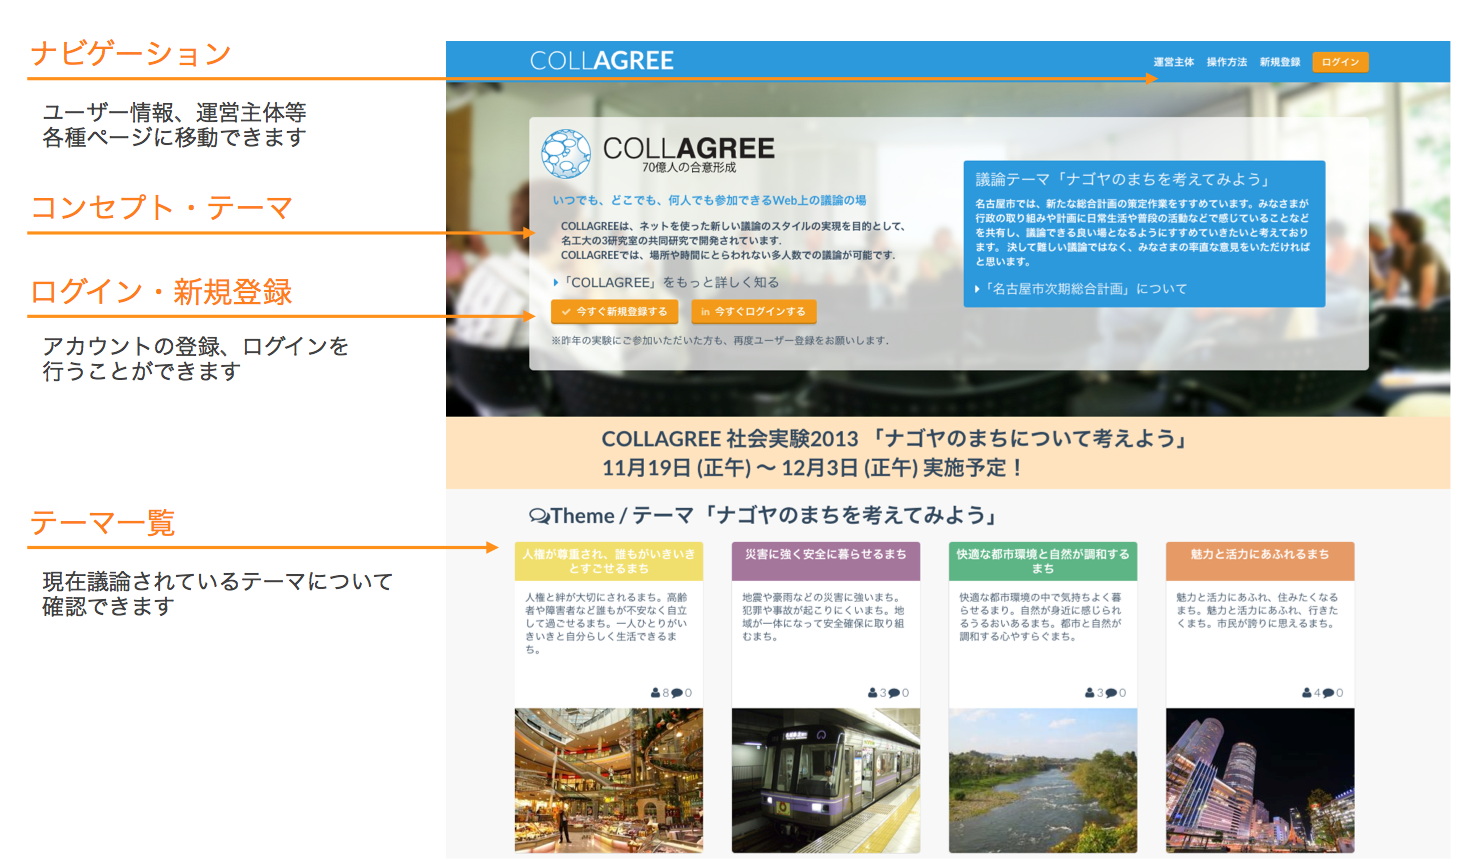 ナビゲーション
ユーザー情報、運営主体等
各種ページに移動できます
コンセプト・テーマ
ログイン・新規登録
アカウントの登録、ログインを
行うことができます
テーマ一覧
現在議論されているテーマについて
確認できます
COLLAGREE
運営主体 操作方法 新規登録 ログイン
COLLAGREE
70億人の合意形成
いつでも、どこでも、何人でも参加できるWeb上の議論の場
COLLAGREEは、ネットを使った新しい議論のスタイルの実現を目的として、
名工大の3研究室の共同研究で開発されています.
COLLAGREEでは、場所や時間にとらわれない多人数での議論が可能です.
「COLLAGREE」をもっと詳しく知る
今すぐ新規登録する in 今すぐログインする
※昨年の実験にご参加いただいた方も、再度ユーザー登録をお願いします.
議論テーマ「ナゴヤのまちを考えてみよう」
名古屋市では、新たな総合計画の策定作業をすすめています。みなさまが
行政の取り組みや計画に日常生活や普段の活動などで感じていることなど
を共有し、議論できる良い場となるようにすすめていきたいと考えており
ます。 決して難しい議論ではなく、みなさまの率直な意見をいただければ
と思います。
「名古屋市次期総合計画」について
COLLAGREE 社会実験2013 「ナゴヤのまちについて考えよう」
11月19日 (正午) 〜 12月3日 (正午) 実施予定！
Theme / テーマ「ナゴヤのまちを考えてみよう」
人権が尊重され、誰もがいきいき
とすごせるまち
人権と絆が大切にされるまち。高齢
者や障害者など誰もが不安なく自立
して過ごせるまち。一人ひとりがい
きいきと自分らしく生活できるま
ち。
8 0
災害に強く安全に暮らせるまち
地震や豪雨などの災害に強いまち。
犯罪や事故が起こりにくいまち。地
域が一体になって安全確保に取り組
むまち。
3 0
快適な都市環境と自然が調和する
まち
快適な都市環境の中で気持ちよく暮
らせるまり。自然が身近に感じられ
るうるおいあるまち。都市と自然が
調和する心やすらぐまち。
3 0
魅力と活力にあふれるまち
魅力と活力にあふれ、住みたくなる
まち。魅力と活力にあふれ、行きた
くまち。市民が誇りに思えるまち。
4 0